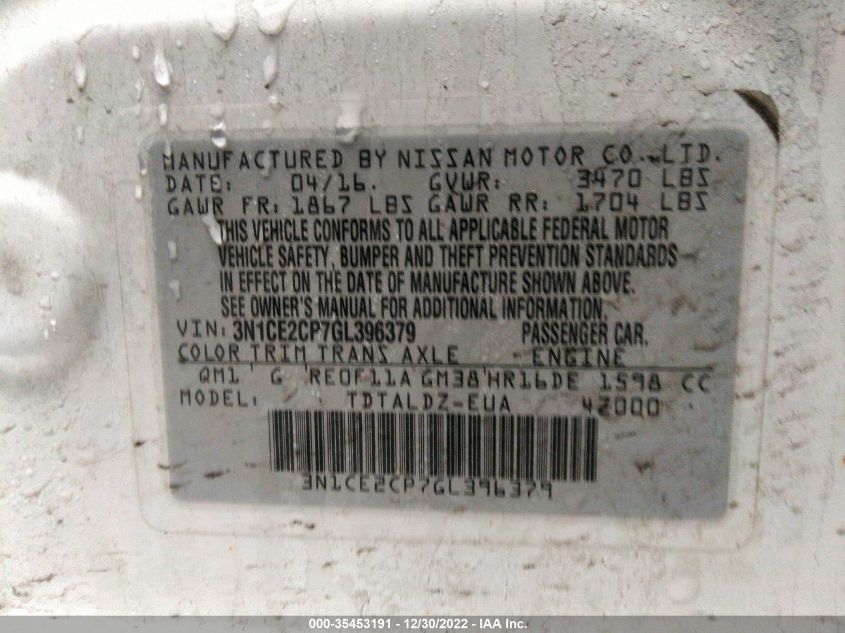 MANUFACTURED BY NISSAN MOTOR CO., LTD.
DATE: 04/16. GVWR: 3470 LBS
GAWR FR: 1867 LBS GAWR RR: 1704 LBS
THIS VEHICLE CONFORMS TO ALL APPLICABLE FEDERAL MOTOR
VEHICLE SAFETY, BUMPER AND THEFT PREVENTION STANDARDS
IN EFFECT ON THE DATE OF MANUFACTURE SHOWN ABOVE.
SEE OWNER'S MANUAL FOR ADDITIONAL INFORMATION.
VIN: 3N1CE2CP7GL396379 PASSENGER CAR.
COLOR TRIM TRANS AXLE ENGINE
QM1 G RE0F11A GM38 HR16DE 1598 CC
MODEL: TDTALDZ-EUA 4Z000
3N1CE2CP7GL396379
000-35453191 - 12/30/2022 - IAA Inc.